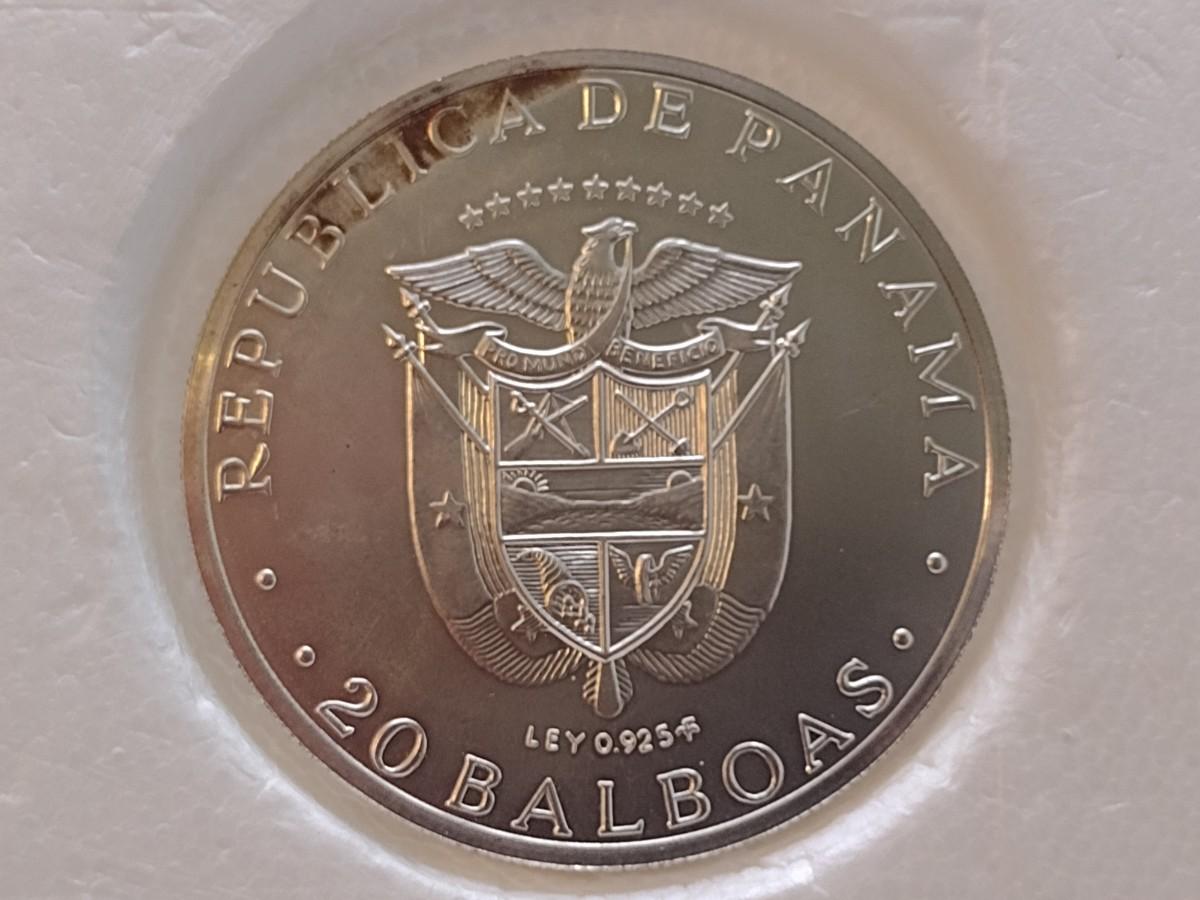 REPUBLICA DE PANAMA
PRO MUNDI BENEFICIO
LEY 0.925
20 BALBOAS